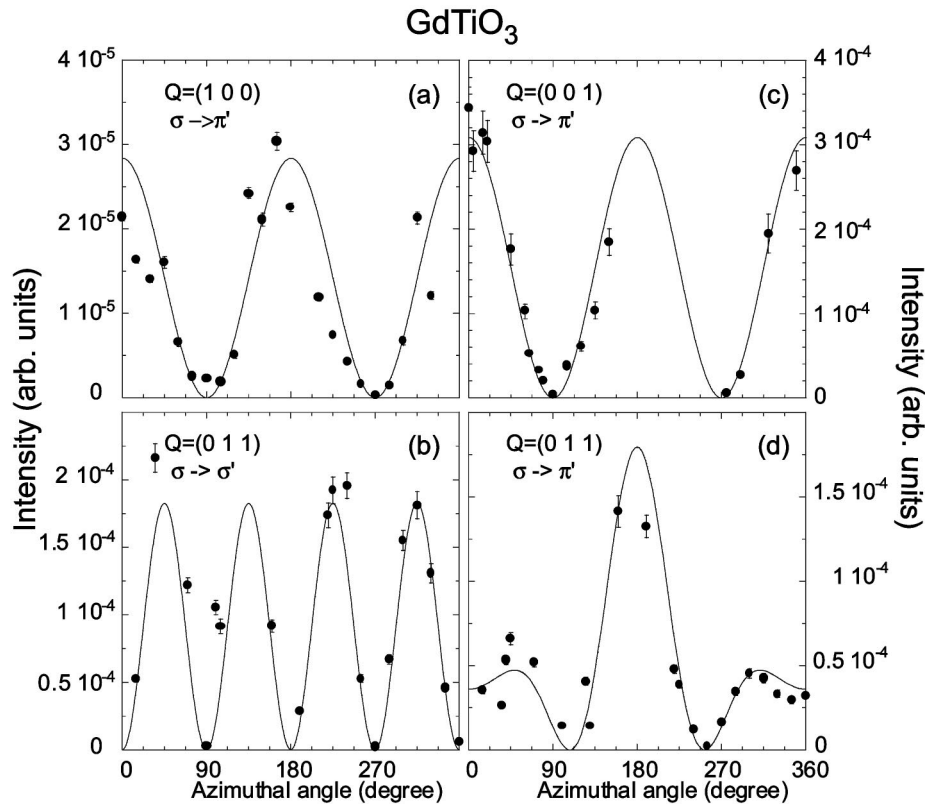 GdTiO3
4 10-5
3 10-5
2 10-5
1 10-5
0
Q=(1 0 0)
σ –>π'
(a)
Q=(0 0 1)
σ -> π'
(c)
4 10-4
3 10-4
2 10-4
1 10-4
0
Intensity (arb. units)
Intensity (arb. units)
2 10-4
1.5 10-4
1 10-4
0.5 10-4
0
Q=(0 1 1)
σ -> σ'
(b)
Q=(0 1 1)
σ -> π'
(d)
1.5 10-4
1 10-4
0.5 10-4
0
0 90 180 270
0 90 180 270 360
Azimuthal angle (degree)
Azimuthal angle (degree)